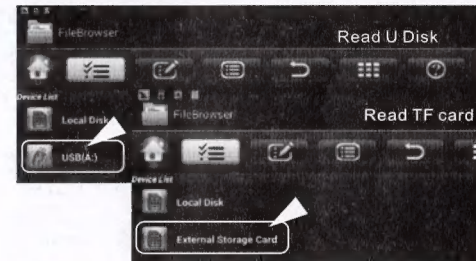 FileBrowser
Read U Disk
Device List
Local Disk
USB(A:)
FileBrowser
Read TF card
Device List
Local Disk
External Storage Card